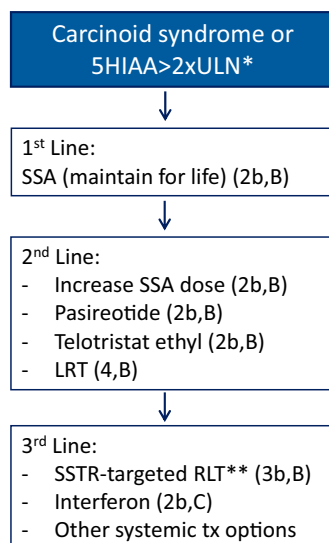 Carcinoid syndrome or
5HIAA>2xULN*
1st Line:
SSA (maintain for life) (2b,B)
2nd Line:
- Increase SSA dose (2b,B)
- Pasireotide (2b,B)
- Telotristat ethyl (2b,B)
- LRT (4,B)
3rd Line:
- SSTR-targeted RLT** (3b,B)
- Interferon (2b,C)
- Other systemic tx options